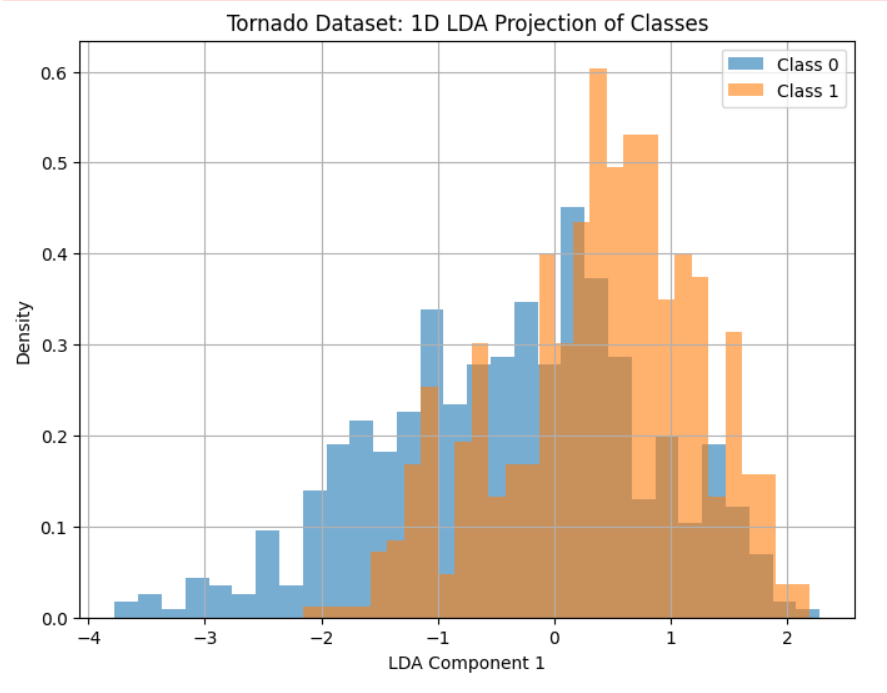 Tornado Dataset: 1D LDA Projection of Classes
Class 0
Class 1
Density
0.6
0.5
0.4
0.3
0.2
0.1
0.0
−4 −3 −2 −1 0 1 2
LDA Component 1